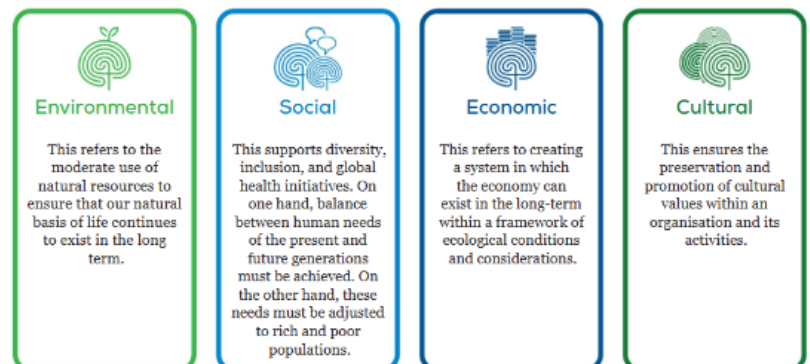 Environmental
This refers to the
moderate use of
natural resources to
ensure that our natural
basis of life continues
to exist in the long
term.
Social
This supports diversity,
inclusion, and global
health initiatives. On
one hand, balance
between human needs
of the present and
future generations
must be achieved. On
the other hand, these
needs must be adjusted
to rich and poor
populations.
Economic
This refers to creating
a system in which
the economy can
exist in the long-term
within a framework of
ecological conditions
and considerations.
Cultural
This ensures the
preservation and
promotion of cultural
values within an
organisation and its
activities.